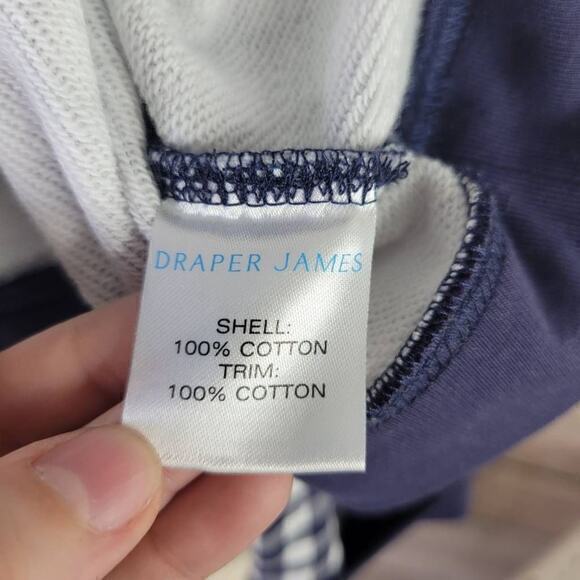 DRAPER JAMES
SHELL:
100% COTTON
TRIM:
100% COTTON